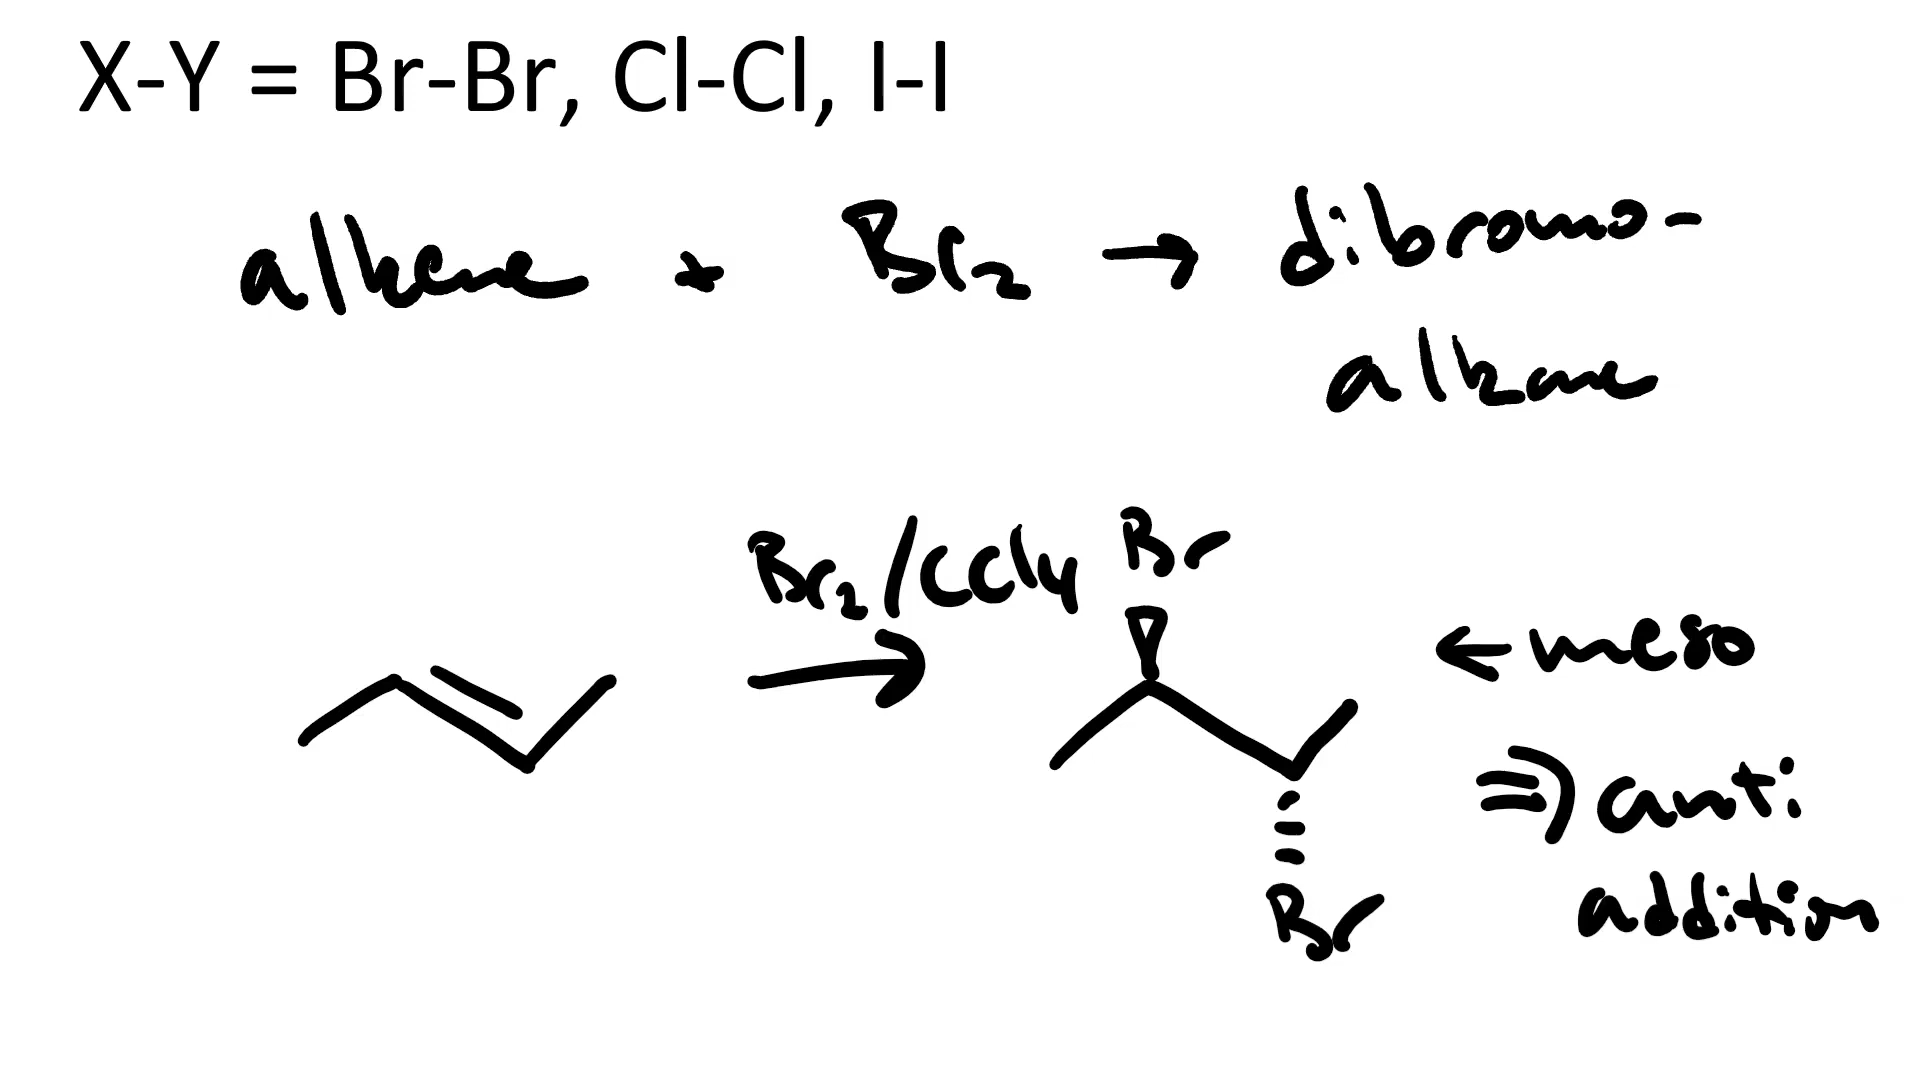 X-Y = Br-Br, Cl-Cl, I-I
alkene + Br₂ → dibromo-
alkane
Br₂/CCl₄
Br
← meso
⇒ anti
addition
Br